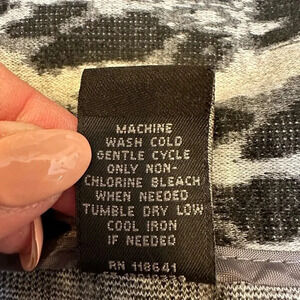 MACHINE
WASH COLD
GENTLE CYCLE
ONLY NON-
CHLORINE BLEACH
WHEN NEEDED
TUMBLE DRY LOW
COOL IRON
IF NEEDED
RN 118641